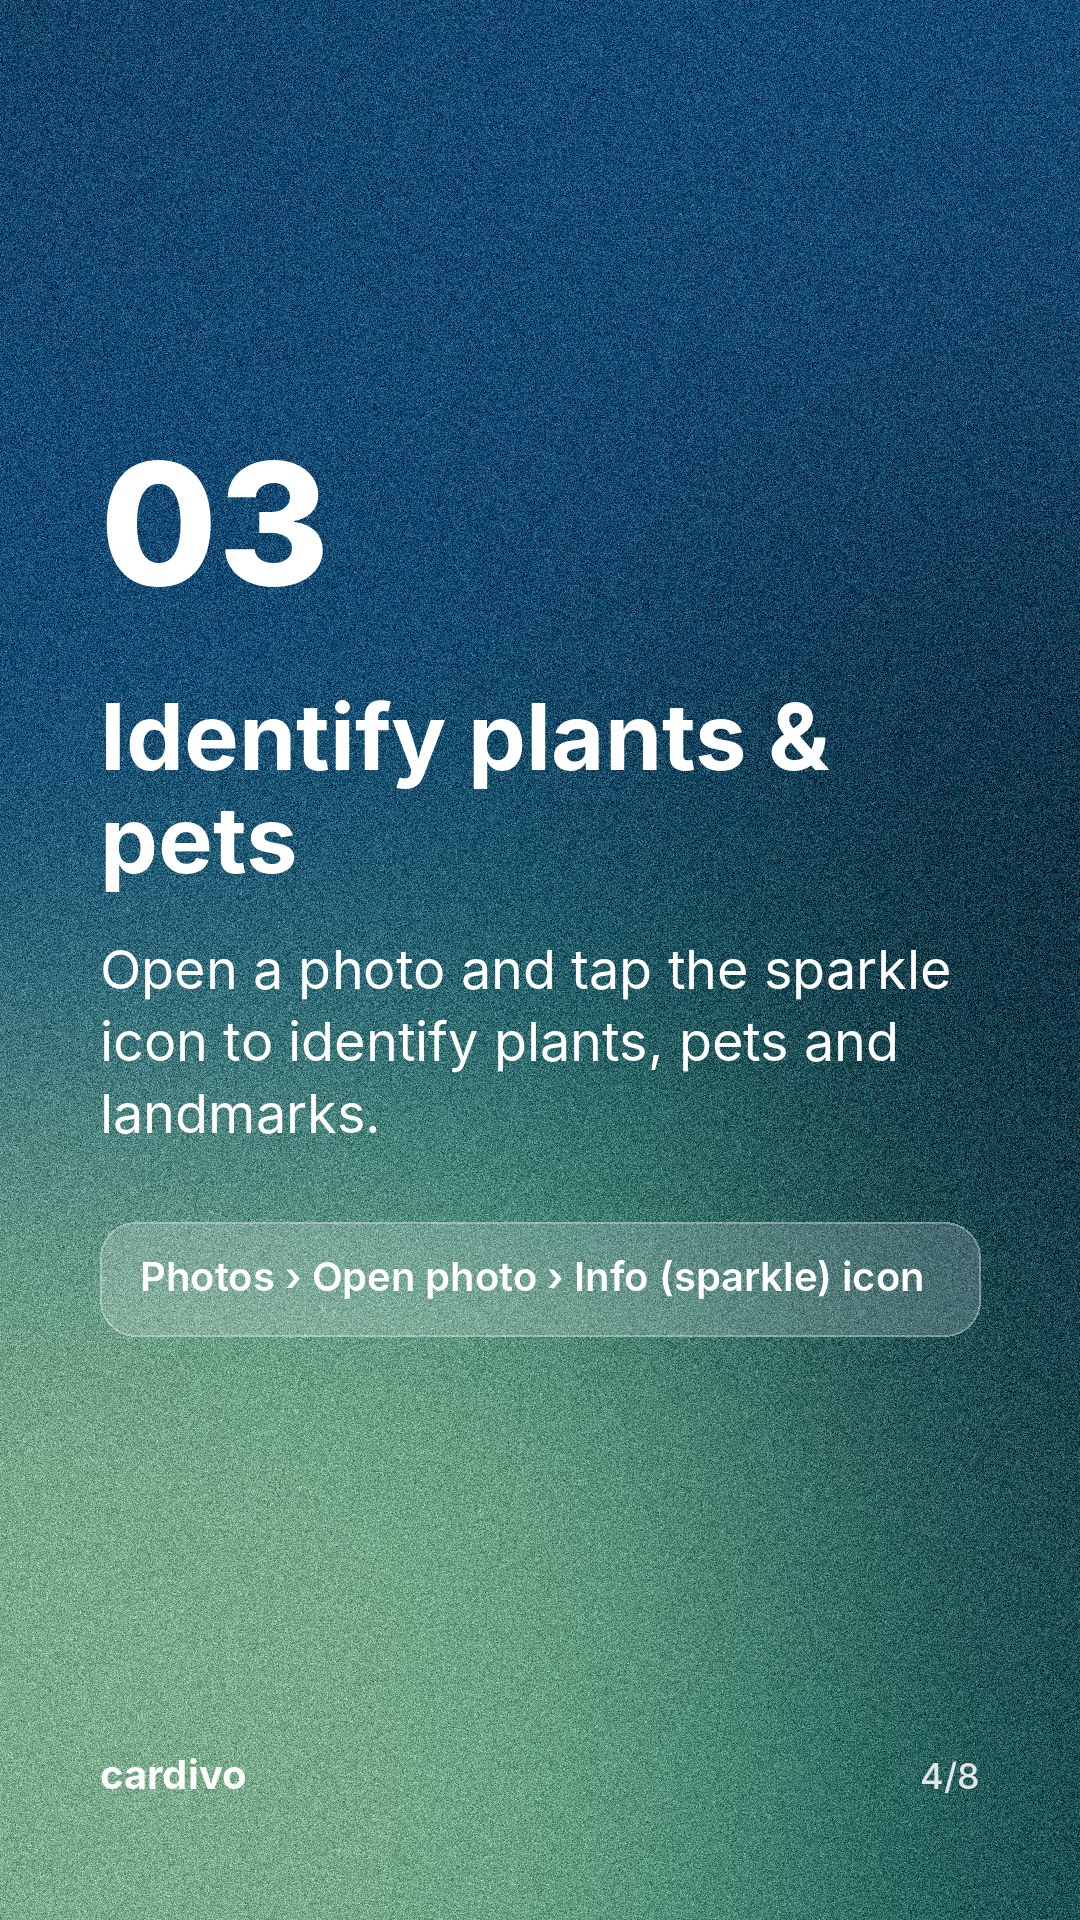 03
Identify plants &
pets
Open a photo and tap the sparkle
icon to identify plants, pets and
landmarks.
Photos › Open photo › Info (sparkle) icon
cardivo
4/8